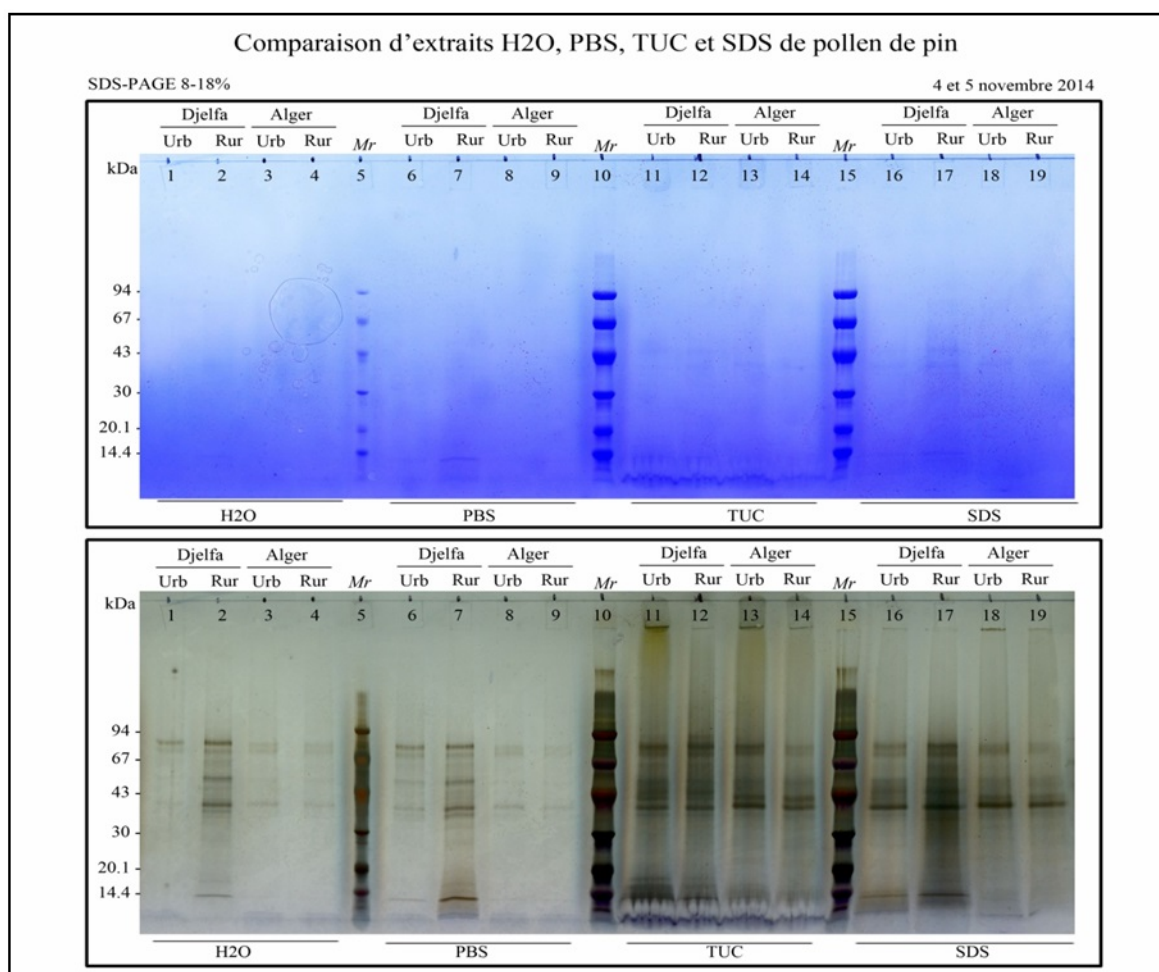 Comparaison d'extraits H2O, PBS, TUC et SDS de pollen de pin
SDS-PAGE 8-18% 4 et 5 novembre 2014
Djelfa Alger Djelfa Alger Djelfa Alger Djelfa Alger
Urb Rur Urb Rur Mr Urb Rur Urb Rur Mr Urb Rur Urb Rur Mr Urb Rur Urb Rur
kDa 1 2 3 4 5 6 7 8 9 10 11 12 13 14 15 16 17 18 19
94
67
43
30
20.1
14.4
H2O PBS TUC SDS
Djelfa Alger Djelfa Alger Djelfa Alger Djelfa Alger
Urb Rur Urb Rur Mr Urb Rur Urb Rur Mr Urb Rur Urb Rur Mr Urb Rur Urb Rur
kDa 1 2 3 4 5 6 7 8 9 10 11 12 13 14 15 16 17 18 19
94
67
43
30
20.1
14.4
H2O PBS TUC SDS